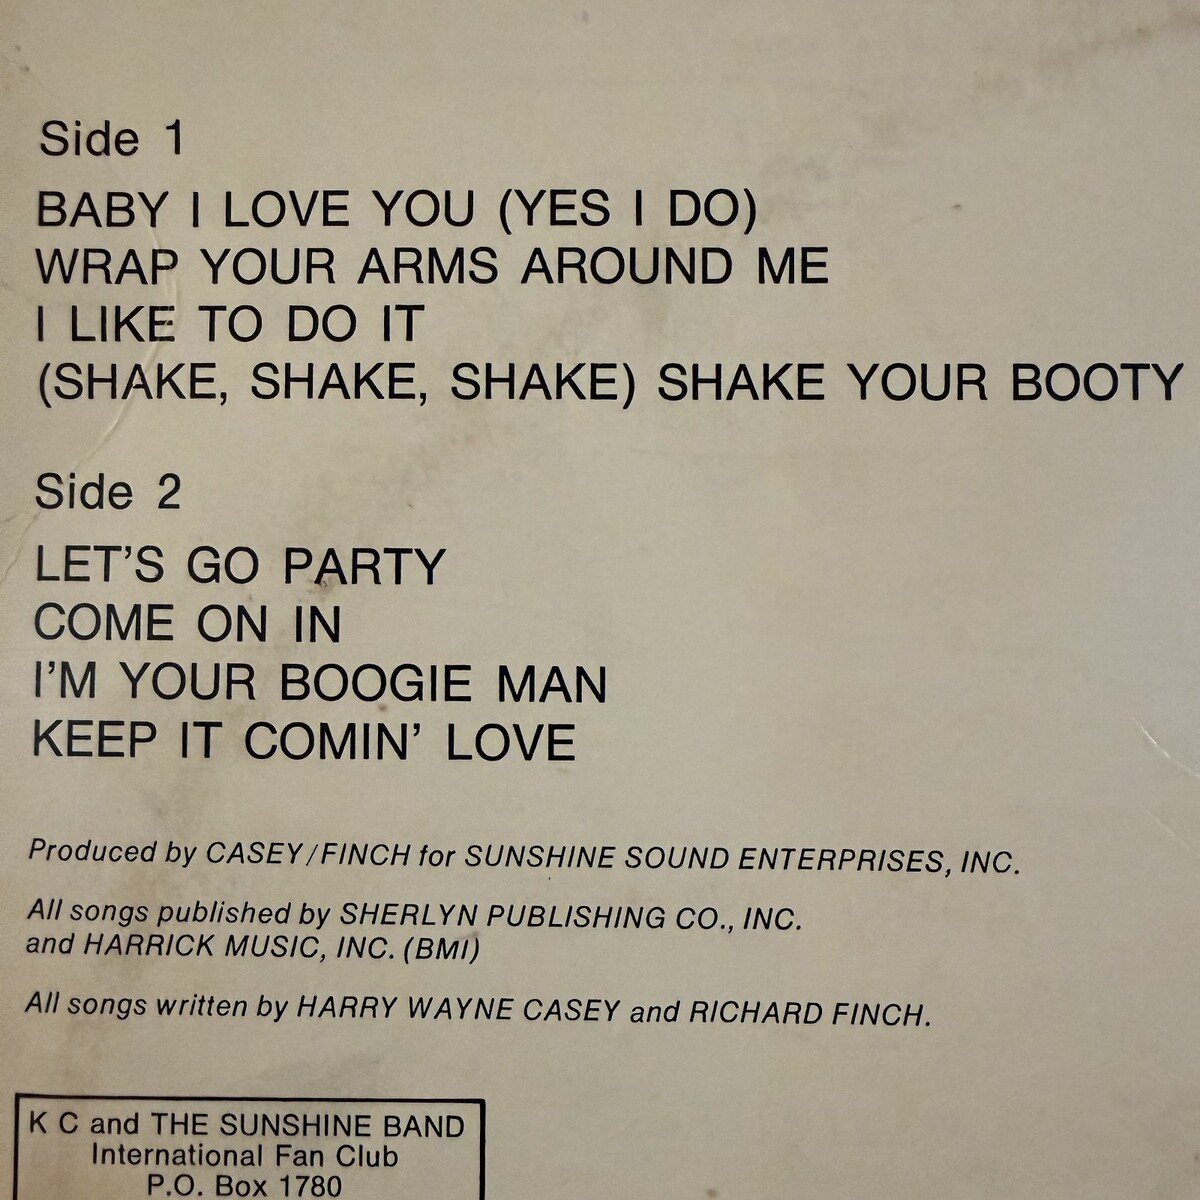 Side 1
BABY I LOVE YOU (YES I DO)
WRAP YOUR ARMS AROUND ME
I LIKE TO DO IT
(SHAKE, SHAKE, SHAKE) SHAKE YOUR BOOTY
Side 2
LET'S GO PARTY
COME ON IN
I'M YOUR BOOGIE MAN
KEEP IT COMIN' LOVE
Produced by CASEY/FINCH for SUNSHINE SOUND ENTERPRISES, INC.
All songs published by SHERLYN PUBLISHING CO., INC.
and HARRICK MUSIC, INC. (BMI)
All songs written by HARRY WAYNE CASEY and RICHARD FINCH.
K C and THE SUNSHINE BAND
International Fan Club
P.O. Box 1780